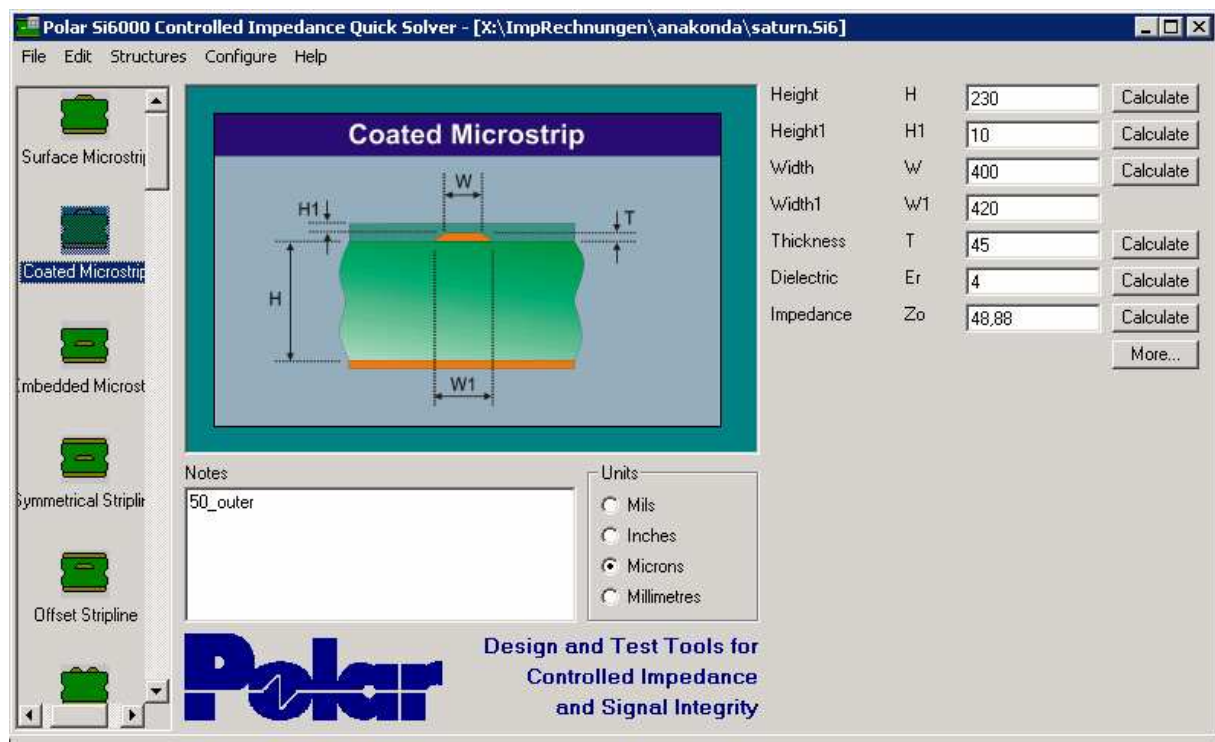 Polar Si6000 Controlled Impedance Quick Solver - [X:\ImpRechnungen\anakonda\saturn.Si6]
File Edit Structures Configure Help
Surface Microstrip
Coated Microstrip
Embedded Microst
Symmetrical Striplin
Offset Stripline
Coated Microstrip
W
H1
T
H
W1
Height H 230 Calculate
Height1 H1 10 Calculate
Width W 400 Calculate
Width1 W1 420
Thickness T 45 Calculate
Dielectric Er 4 Calculate
Impedance Zo 48,88 Calculate
More...
Notes
50_outer
Units
Mils
Inches
Microns
Millimetres
Polar
Design and Test Tools for
Controlled Impedance
and Signal Integrity